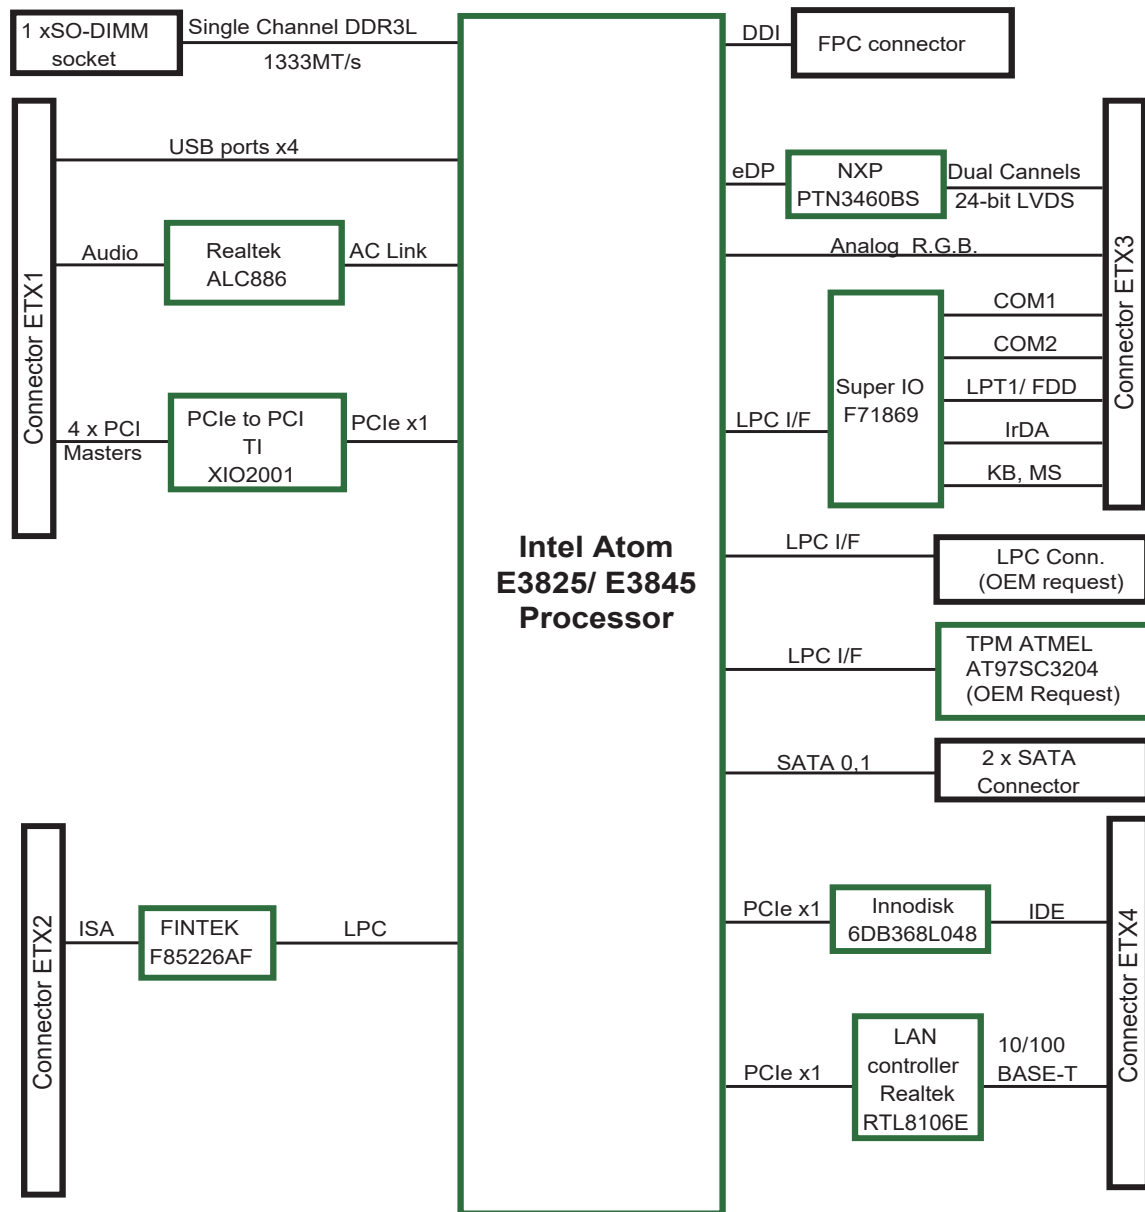 1 xSO-DIMM
socket
Single Channel DDR3L
1333MT/s
DDI
FPC connector
Connector ETX1
USB ports x4
Audio
Realtek
ALC886
AC Link
4 x PCI
Masters
PCIe to PCI
TI
XIO2001
PCIe x1
Intel Atom
E3825/ E3845
Processor
eDP
NXP
PTN3460BS
Dual Cannels
24-bit LVDS
Analog R.G.B.
Connector ETX3
LPC I/F
Super IO
F71869
COM1
COM2
LPT1/ FDD
IrDA
KB, MS
LPC I/F
LPC Conn.
(OEM request)
LPC I/F
TPM ATMEL
AT97SC3204
(OEM Request)
SATA 0,1
2 x SATA
Connector
Connector ETX2
ISA
FINTEK
F85226AF
LPC
PCIe x1
Innodisk
6DB368L048
IDE
Connector ETX4
PCIe x1
LAN
controller
Realtek
RTL8106E
10/100
BASE-T